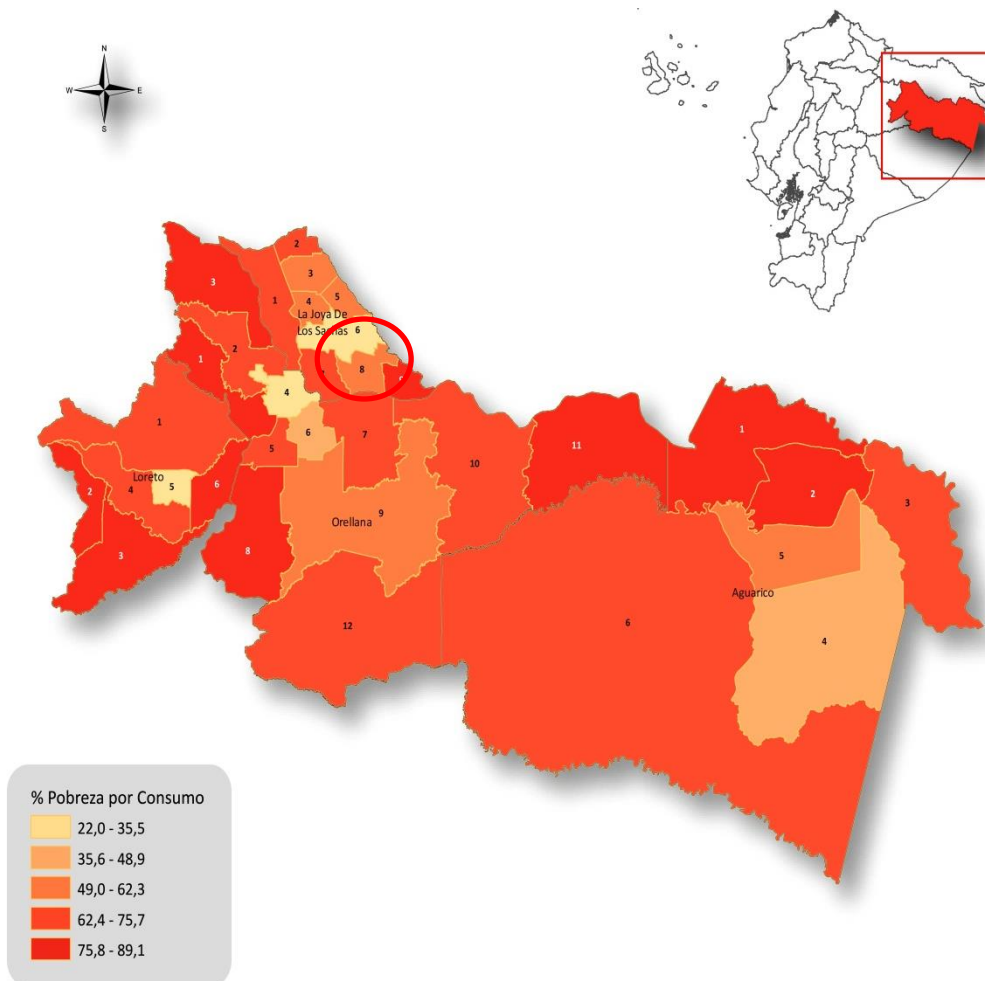 N
W E
S
2
3
3
1
4
5
La Joya De
Los Sachas
6
2
1
8
4
1
6
7
5
11
1
10
Loreto
5
2
4
6
2
3
9
Orellana
3
8
5
Aguarico
12
6
4
% Pobreza por Consumo
22,0 - 35,5
35,6 - 48,9
49,0 - 62,3
62,4 - 75,7
75,8 - 89,1